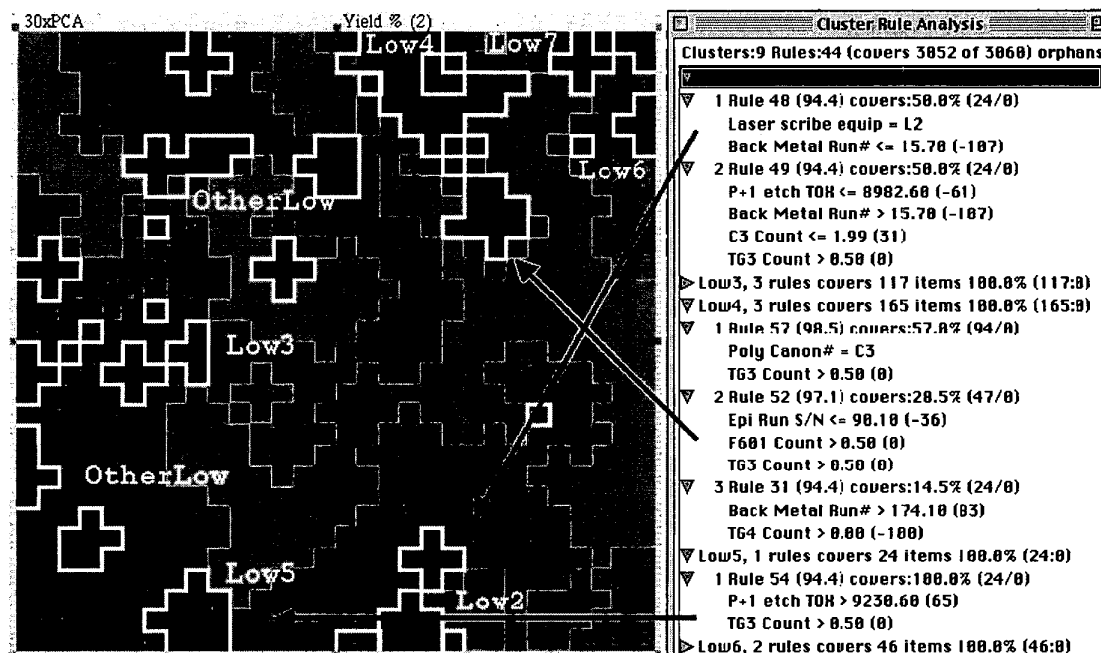 30xPCA
Yield % (2)
Low4
Low7
Low6
OtherLow
Low3
OtherLow
Low5
Low2
Cluster Rule Analysis
Clusters:9 Rules:44 (covers 3052 of 3060) orphans
1 Rule 48 (94.4) covers:50.0% (24/0)
Laser scribe equip = L2
Back Metal Run# <= 15.70 (-107)
2 Rule 49 (94.4) covers:50.0% (24/0)
P+1 etch TOX <= 8982.60 (-61)
Back Metal Run# > 15.70 (-107)
C3 Count <= 1.99 (31)
TG3 Count > 0.50 (0)
Low3, 3 rules covers 117 items 100.0% (117:0)
Low4, 3 rules covers 165 items 100.0% (165:0)
1 Rule 57 (98.5) covers:57.0% (94/0)
Poly Canon# = C3
TG3 Count > 0.50 (0)
2 Rule 52 (97.1) covers:28.5% (47/0)
Epi Run S/N <= 90.10 (-36)
F601 Count > 0.50 (0)
TG3 Count > 0.50 (0)
3 Rule 31 (94.4) covers:14.5% (24/0)
Back Metal Run# > 174.10 (83)
TG4 Count > 0.00 (-100)
Low5, 1 rules covers 24 items 100.0% (24:0)
1 Rule 54 (94.4) covers:100.0% (24/0)
P+1 etch TOX > 9230.60 (65)
TG3 Count > 0.50 (0)
Low6, 2 rules covers 46 items 100.0% (46:0)